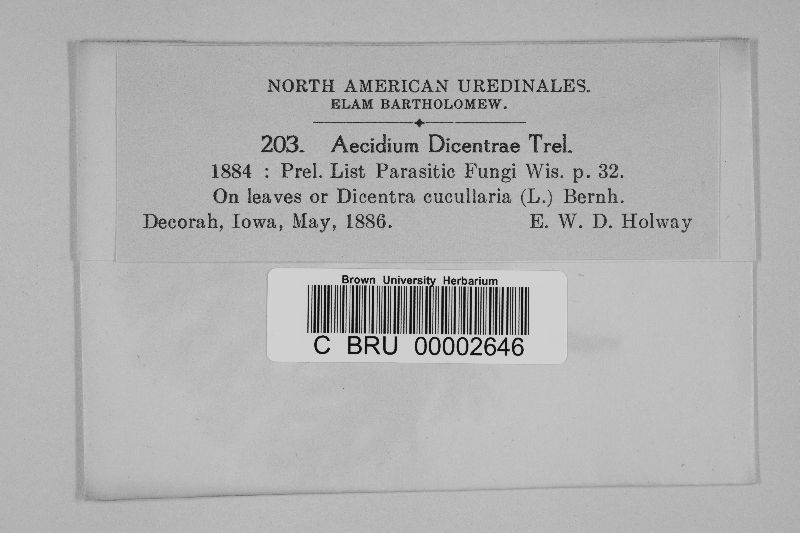 NORTH AMERICAN UREDINALES.
ELAM BARTHOLOMEW.
203. Aecidium Dicentrae Trel.
1884 : Prel. List Parasitic Fungi Wis. p. 32.
On leaves or Dicentra cucullaria (L.) Bernh.
Decorah, Iowa, May, 1886. E. W. D. Holway
Brown University Herbarium
C BRU 00002646